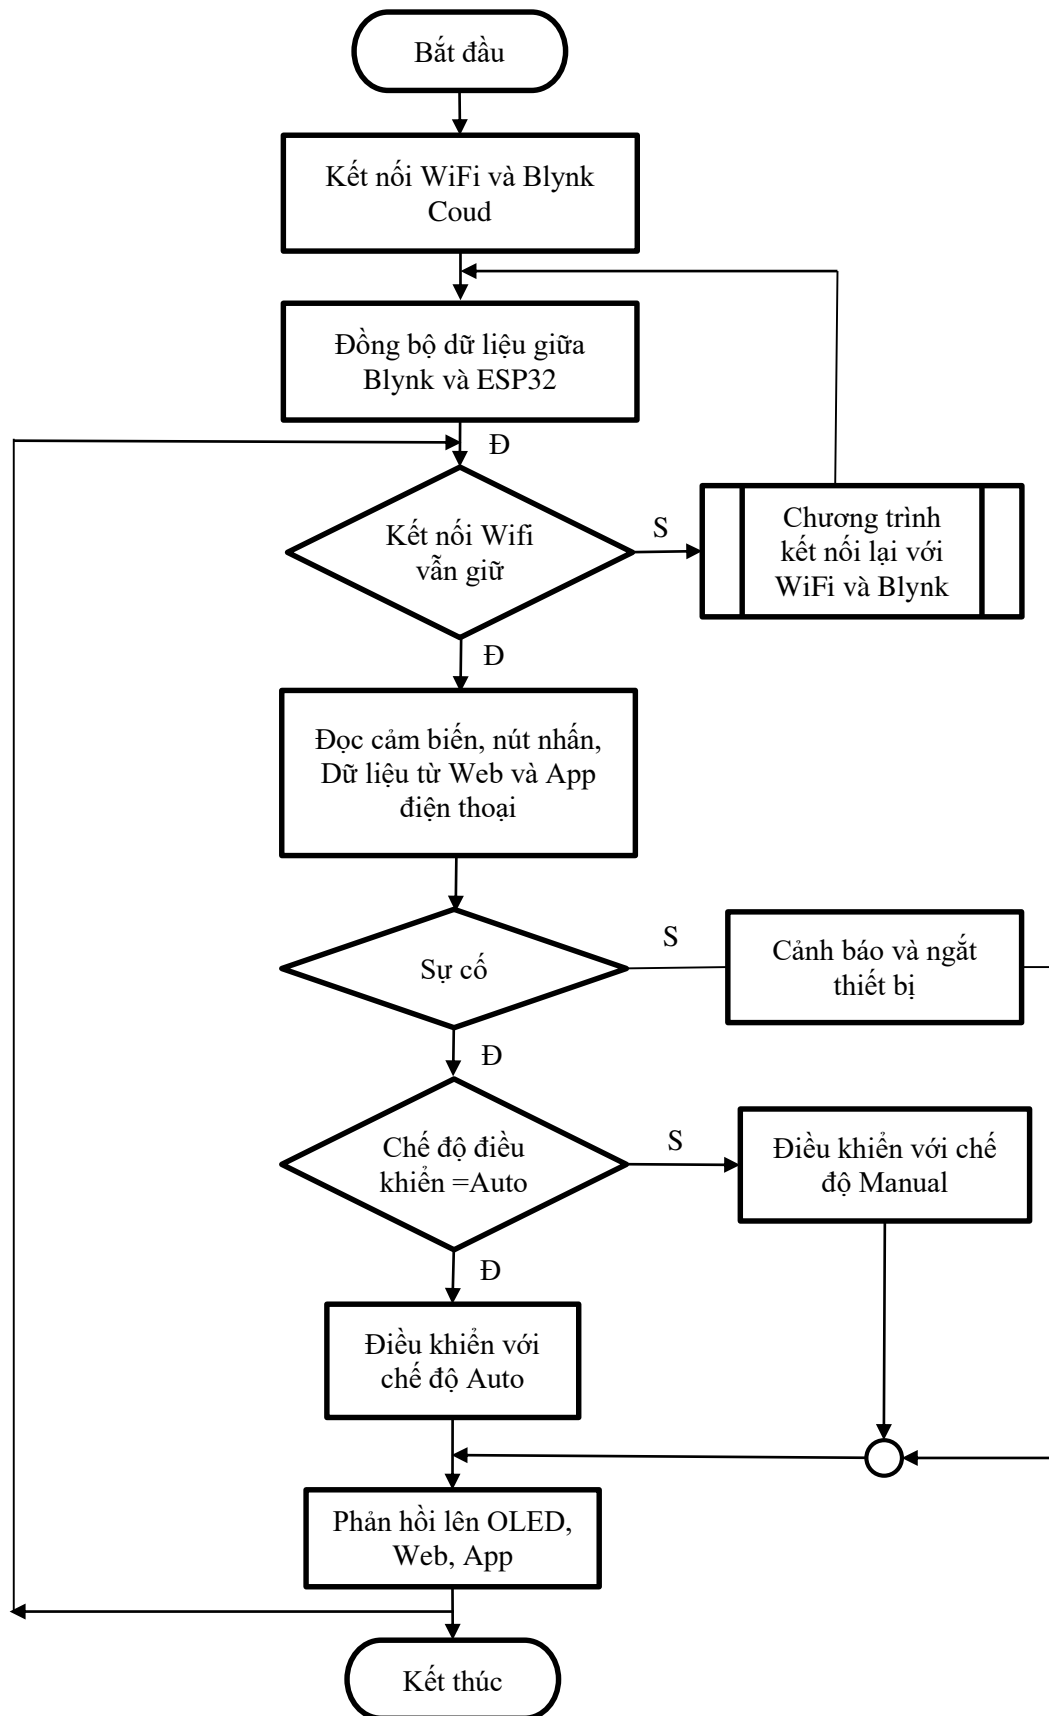 Bắt đầu
Kết nối WiFi và Blynk
Coud
Đồng bộ dữ liệu giữa
Blynk và ESP32
Đ
Kết nối Wifi
vẫn giữ
S
Chương trình
kết nối lại với
WiFi và Blynk
Đ
Đọc cảm biến, nút nhấn,
Dữ liệu từ Web và App
điện thoại
Sự cố
S
Cảnh báo và ngắt
thiết bị
Đ
Chế độ điều
khiển =Auto
S
Điều khiển với chế
độ Manual
Đ
Điều khiển với
chế độ Auto
Phản hồi lên OLED,
Web, App
Kết thúc